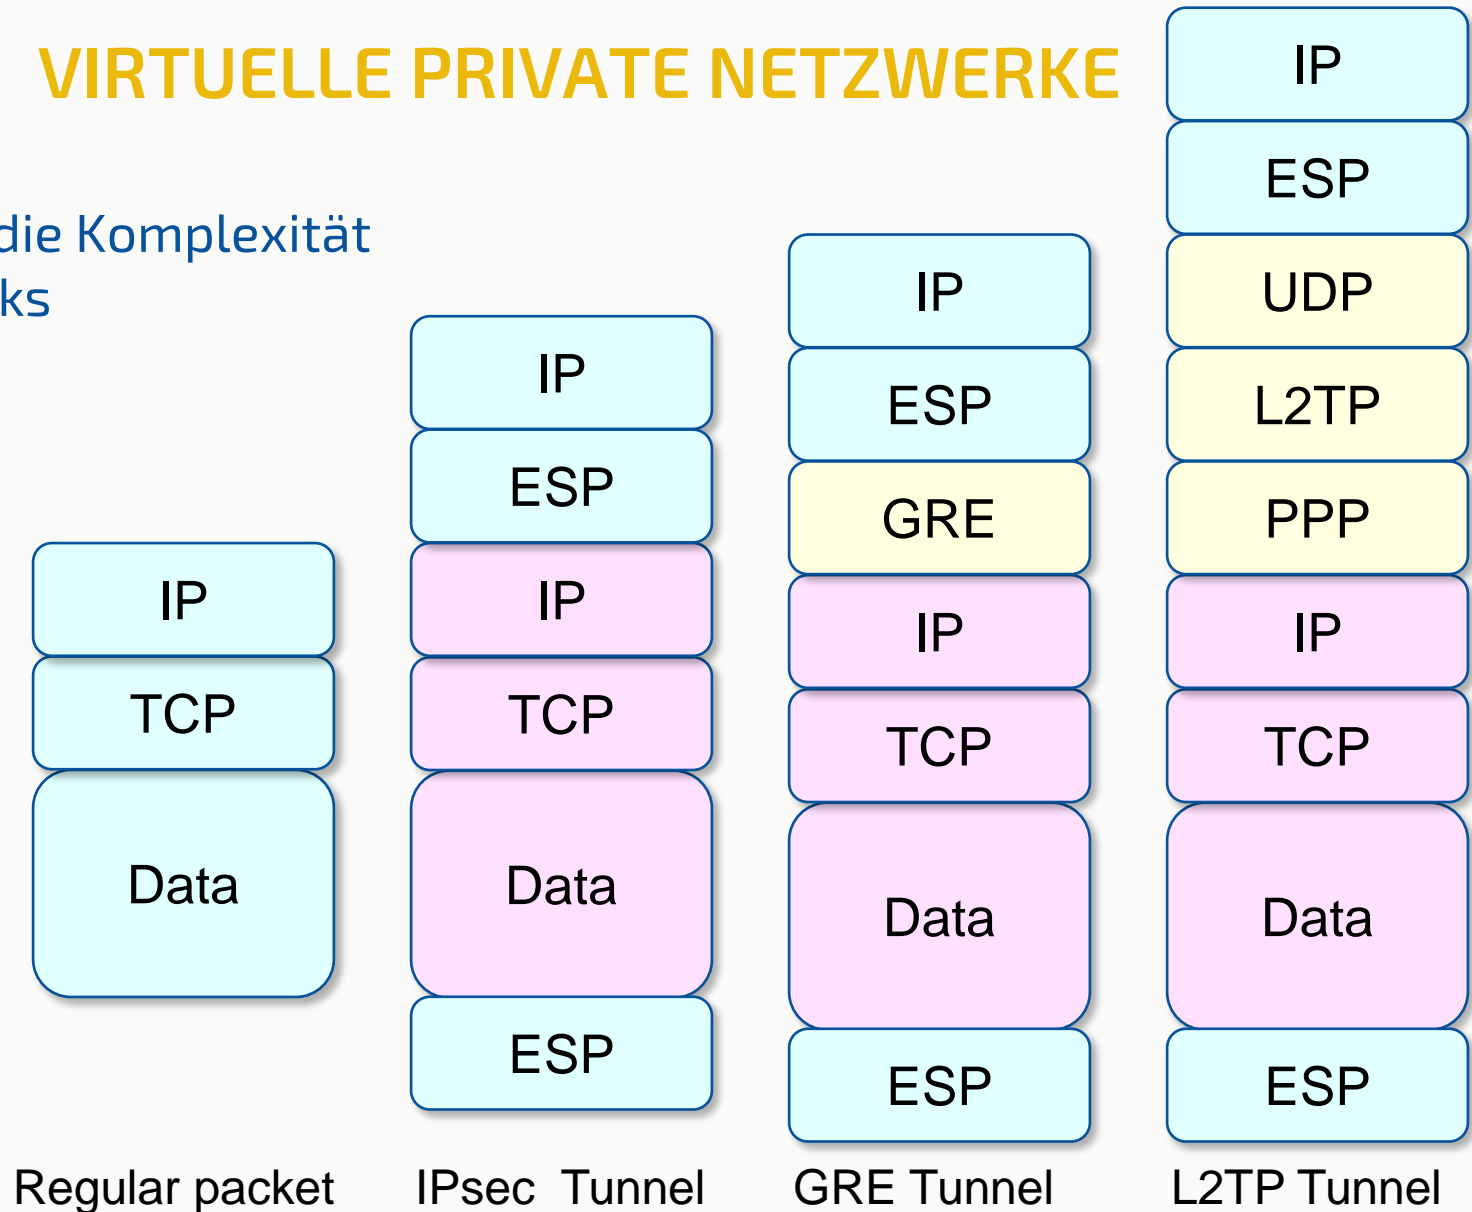 VIRTUELLE PRIVATE NETZWERKE
die Komplexität
ks
IP
TCP
Data
Regular packet
IP
ESP
IP
TCP
Data
ESP
IPsec Tunnel
IP
ESP
GRE
IP
TCP
Data
ESP
GRE Tunnel
IP
ESP
UDP
L2TP
PPP
IP
TCP
Data
ESP
L2TP Tunnel